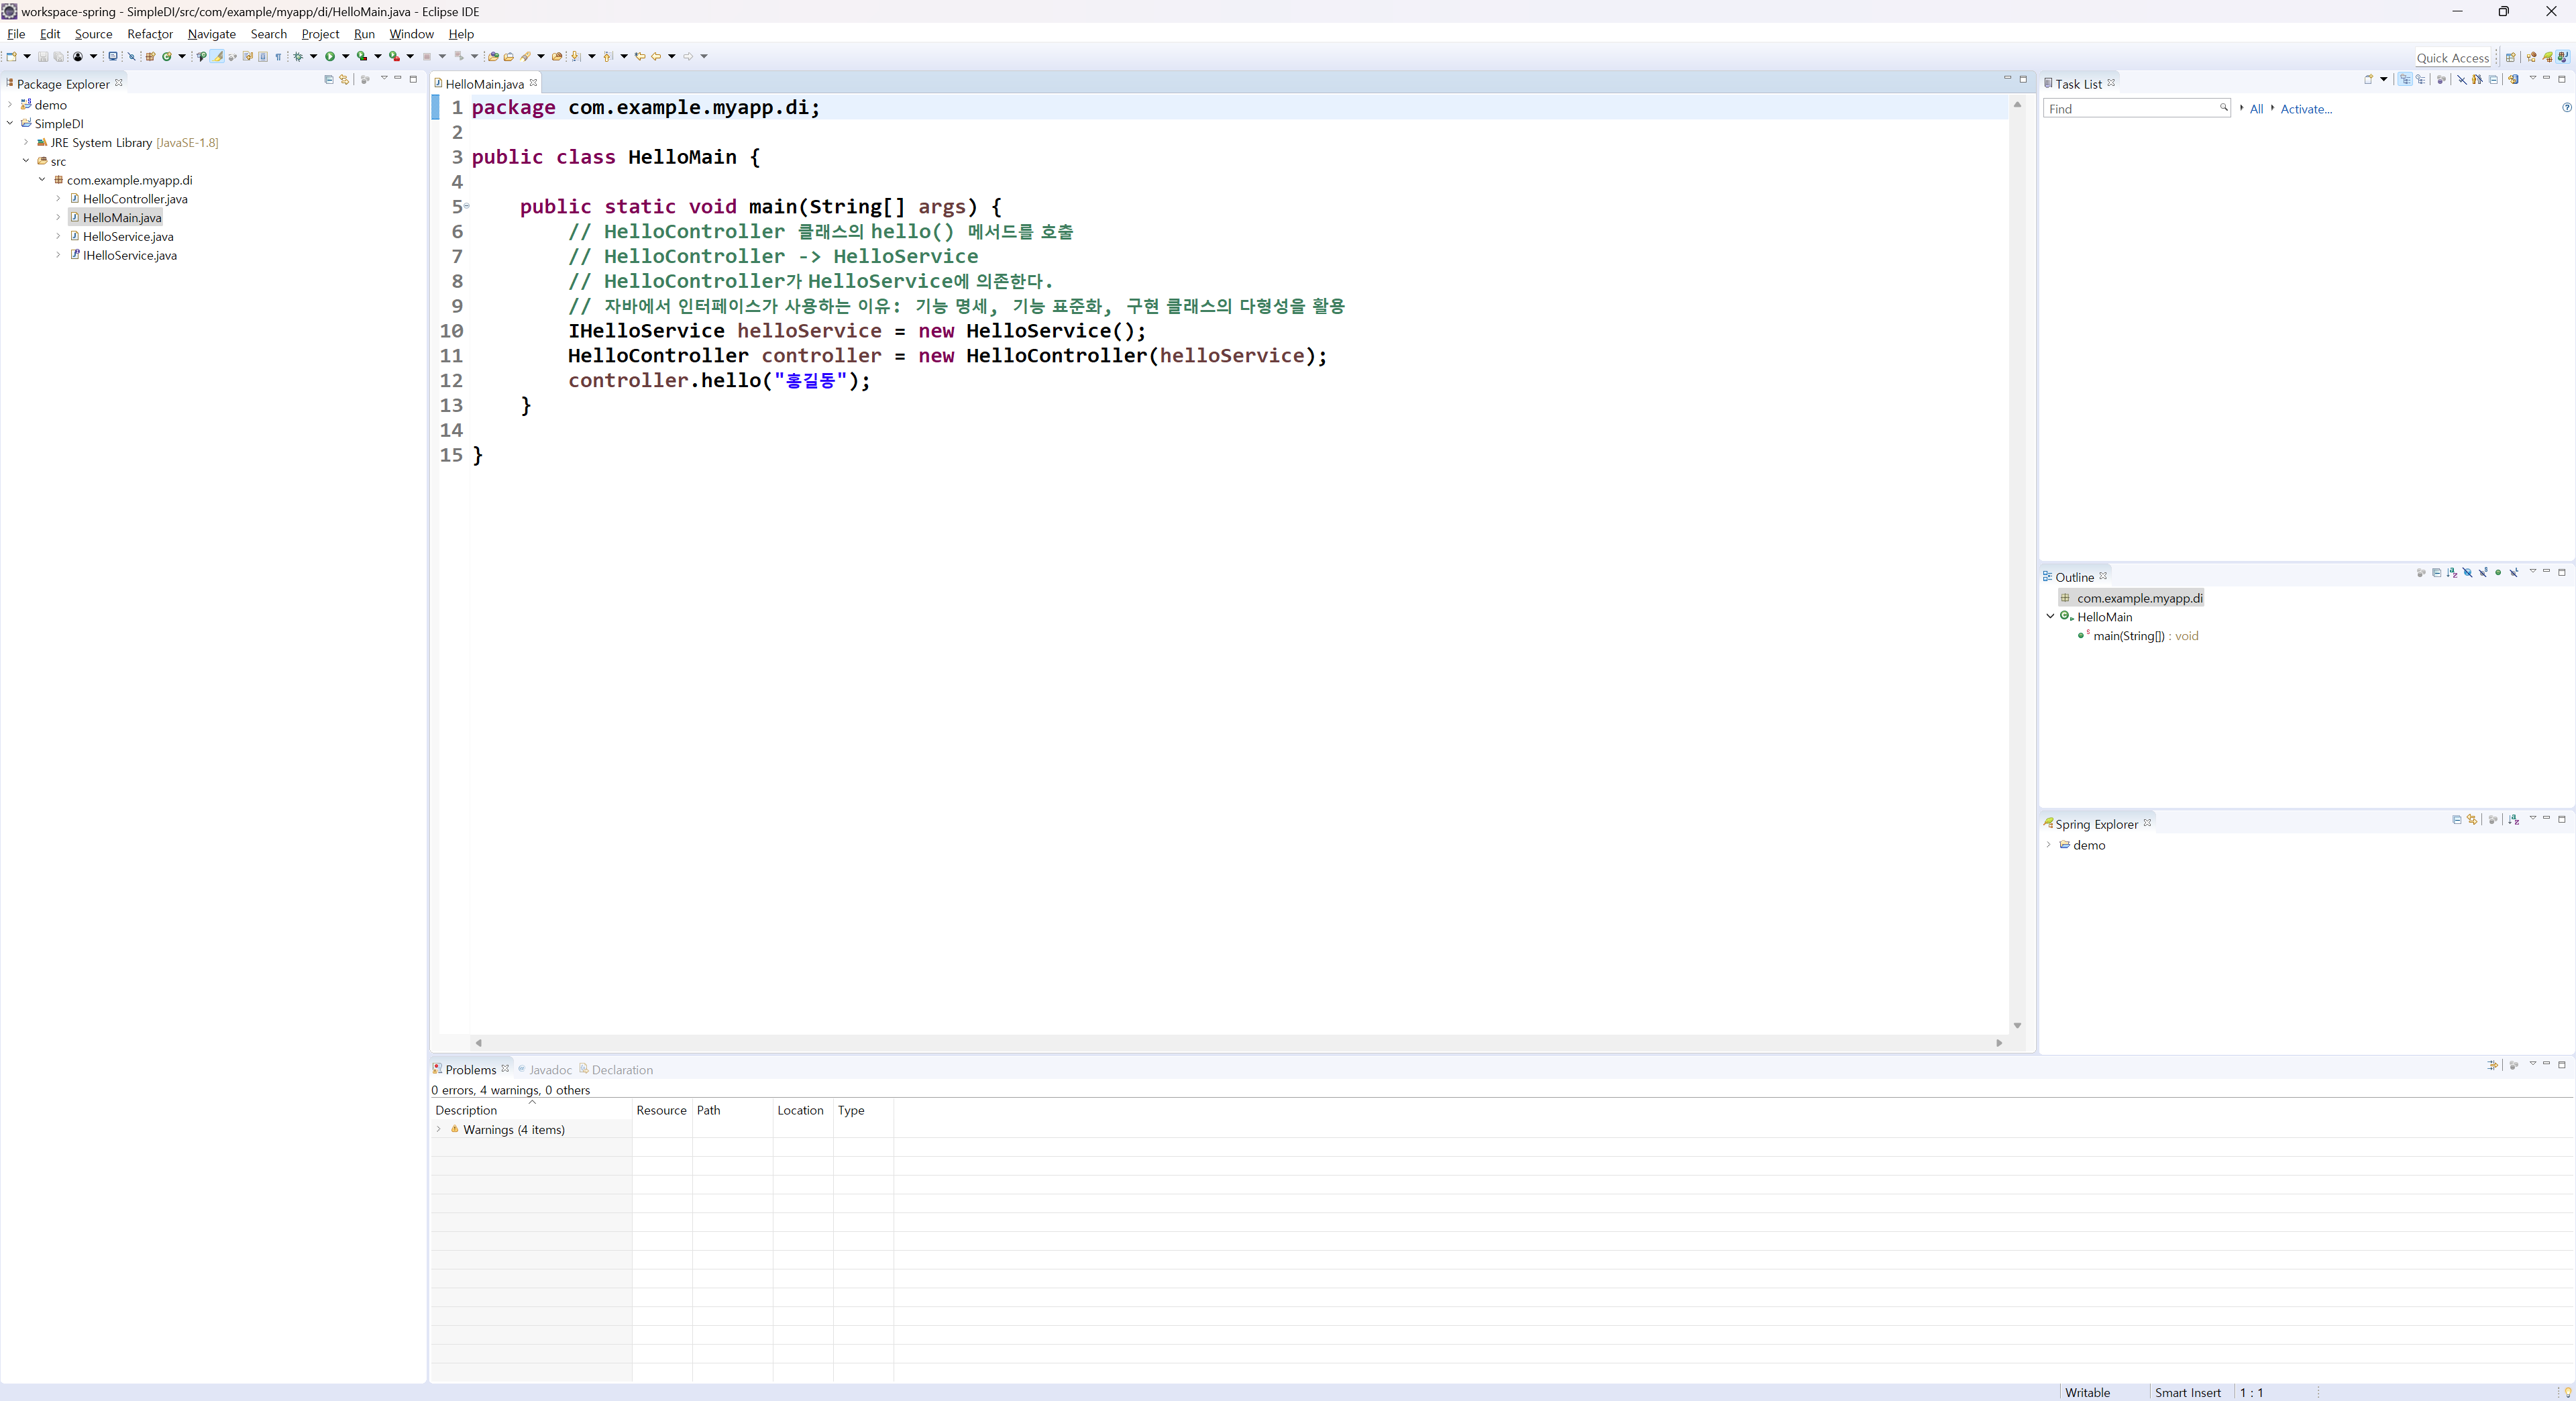 workspace-spring - SimpleDI/src/com/example/myapp/di/HelloMain.java - Eclipse IDE
File Edit Source Refactor Navigate Search Project Run Window Help
Quick Access
Package Explorer
demo
SimpleDI
JRE System Library [JavaSE-1.8]
src
com.example.myapp.di
HelloController.java
HelloMain.java
HelloService.java
IHelloService.java
HelloMain.java
1 package com.example.myapp.di;
2
3 public class HelloMain {
4
5 public static void main(String[] args) {
6 // HelloController 클래스의 hello() 메서드를 호출
7 // HelloController -> HelloService
8 // HelloController가 HelloService에 의존한다.
9 // 자바에서 인터페이스가 사용하는 이유: 기능 명세, 기능 표준화, 구현 클래스의 다형성을 활용
10 IHelloService helloService = new HelloService();
11 HelloController controller = new HelloController(helloService);
12 controller.hello("홍길동");
13 }
14
15 }
Task List
Find All Activate...
Outline
com.example.myapp.di
HelloMain
main(String[]) : void
Spring Explorer
demo
Problems Javadoc Declaration
0 errors, 4 warnings, 0 others
Description Resource Path Location Type
Warnings (4 items)
Writable Smart Insert 1 : 1